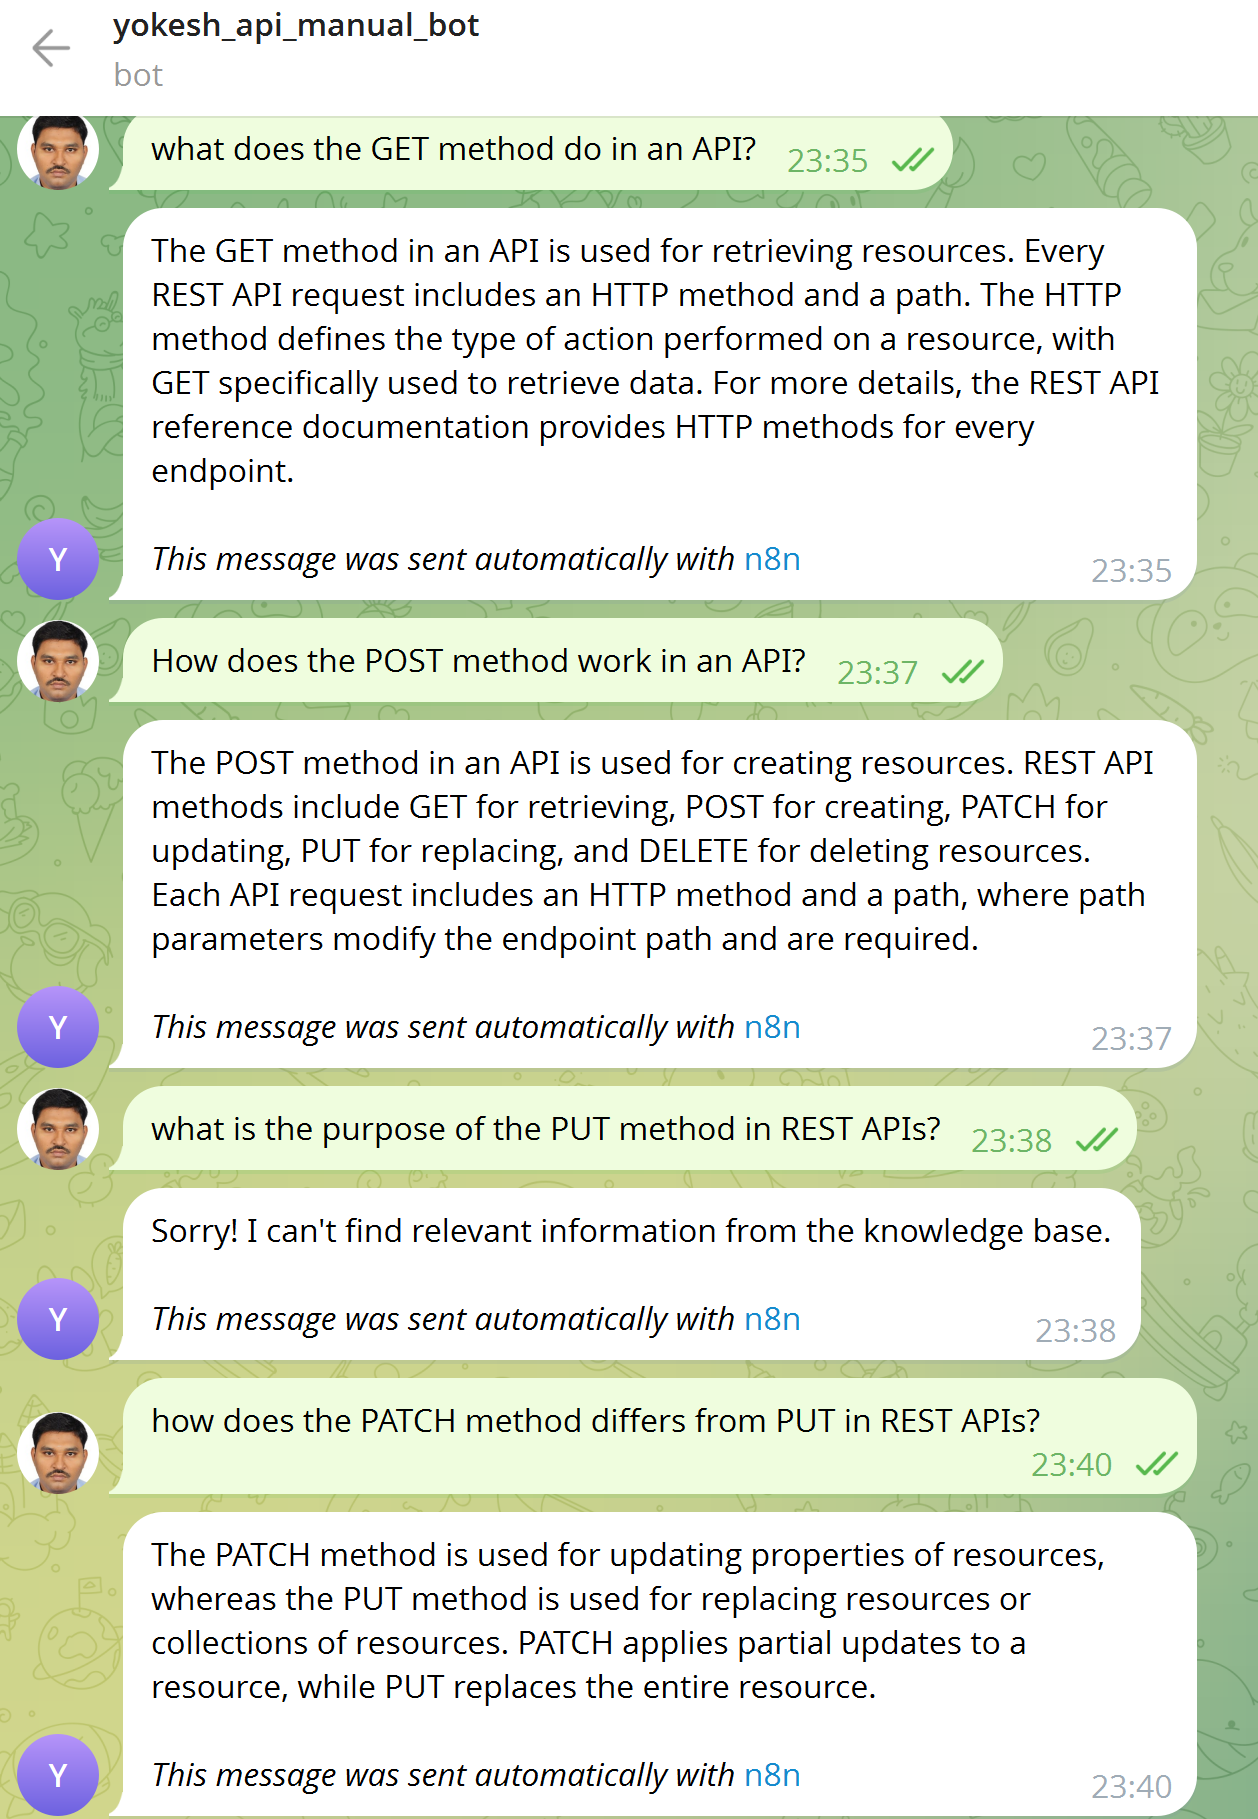 yokesh_api_manual_bot
bot
what does the GET method do in an API? 23:35
The GET method in an API is used for retrieving resources. Every
REST API request includes an HTTP method and a path. The HTTP
method defines the type of action performed on a resource, with
GET specifically used to retrieve data. For more details, the REST API
reference documentation provides HTTP methods for every
endpoint.
This message was sent automatically with n8n
Y
23:35
How does the POST method work in an API? 23:37
The POST method in an API is used for creating resources. REST API
methods include GET for retrieving, POST for creating, PATCH for
updating, PUT for replacing, and DELETE for deleting resources.
Each API request includes an HTTP method and a path, where path
parameters modify the endpoint path and are required.
This message was sent automatically with n8n
Y
23:37
what is the purpose of the PUT method in REST APIs? 23:38
Sorry! I can't find relevant information from the knowledge base.
This message was sent automatically with n8n
Y
23:38
how does the PATCH method differs from PUT in REST APIs?
23:40
The PATCH method is used for updating properties of resources,
whereas the PUT method is used for replacing resources or
collections of resources. PATCH applies partial updates to a
resource, while PUT replaces the entire resource.
This message was sent automatically with n8n
Y
23:40